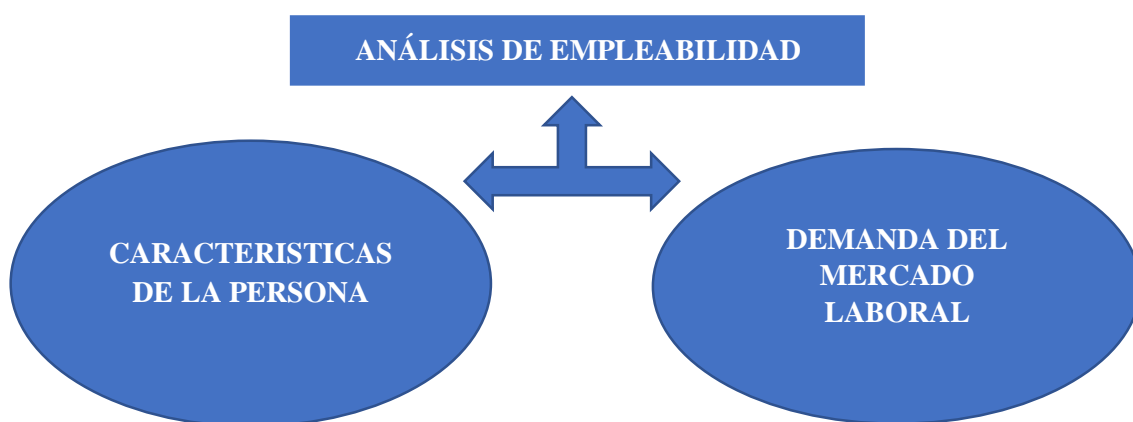 ANÁLISIS DE EMPLEABILIDAD
CARACTERISTICAS
DE LA PERSONA
DEMANDA DEL
MERCADO
LABORAL